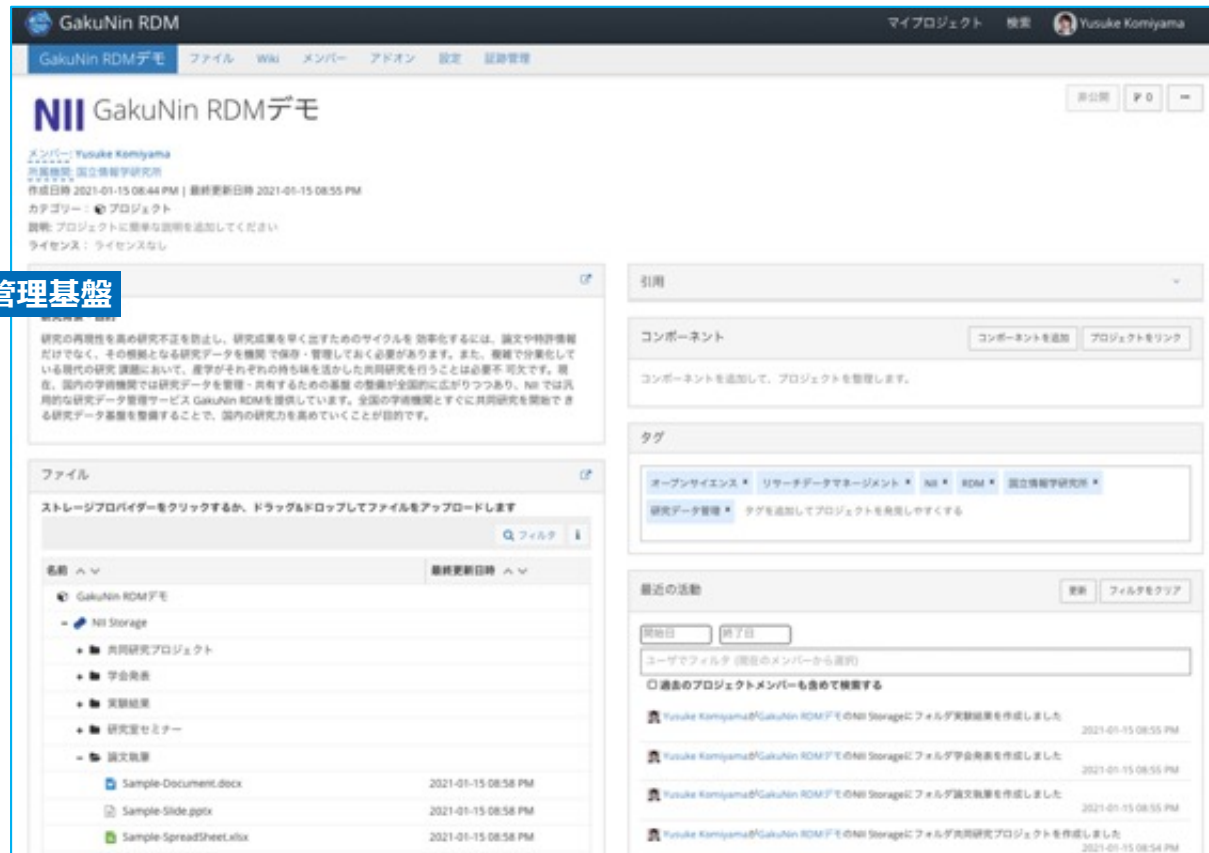 GakuNin RDM
マイプロジェクト 検索 Yusuke Komiyama
GakuNin RDMデモ ファイル Wiki メンバー アドオン 設定 証跡管理
NII GakuNin RDMデモ
非公開 0
メンバー: Yusuke Komiyama
所属機関: 国立情報学研究所
作成日時 2021-01-15 08:44 PM | 最終更新日時 2021-01-15 08:55 PM
カテゴリー: プロジェクト
説明: プロジェクトに簡単な説明を追加してください
ライセンス: ライセンスなし
管理基盤
研究の再現性を高め研究不正を防止し、研究成果を早く出すためのサイクルを 効率化するには、論文や特許情報
だけでなく、その根拠となる研究データを機関 で保存・管理しておく必要があります。また、複雑で分業化して
いる現代の研究 課題において、産学がそれぞれの持ち味を活かした共同研究を行うことは必要不 可欠です。現
在、国内の学術機関では研究データを管理・共有するための基盤 の整備が全国的に広がりつつあり、NII では汎
用的な研究データ管理サービス GakuNin RDMを提供しています。全国の学術機関とすぐに共同研究を開始でき
る研究データ基盤を整備することで、国内の研究力を高めていくことが目的です。
ファイル
ストレージプロバイダーをクリックするか、ドラッグ&ドロップしてファイルをアップロードします
フィルタ i
名前 最終更新日時
GakuNin RDMデモ
- NII Storage
+ 共同研究プロジェクト
+ 学会発表
+ 実験結果
+ 研究室セミナー
- 論文執筆
Sample-Document.docx 2021-01-15 08:58 PM
Sample-Slide.pptx 2021-01-15 08:58 PM
Sample-SpreadSheet.xlsx 2021-01-15 08:58 PM
引用
コンポーネント コンポーネントを追加 プロジェクトをリンク
コンポーネントを追加して、プロジェクトを整理します。
タグ
オープンサイエンス × リサーチデータマネージメント × NII × RDM × 国立情報学研究所 ×
研究データ管理 × タグを追加してプロジェクトを発見しやすくする
最近の活動 更新 フィルタをクリア
開始日 終了日
ユーザでフィルタ (現在のメンバーから選択)
過去のプロジェクトメンバーも含めて検索する
Yusuke KomiyamaがGakuNin RDMデモのNII Storageにフォルダ実験結果を作成しました
2021-01-15 08:55 PM
Yusuke KomiyamaがGakuNin RDMデモのNII Storageにフォルダ学会発表を作成しました
2021-01-15 08:55 PM
Yusuke KomiyamaがGakuNin RDMデモのNII Storageにフォルダ論文執筆を作成しました
2021-01-15 08:55 PM
Yusuke KomiyamaがGakuNin RDMデモのNII Storageにフォルダ共同研究プロジェクトを作成しました
2021-01-15 08:54 PM